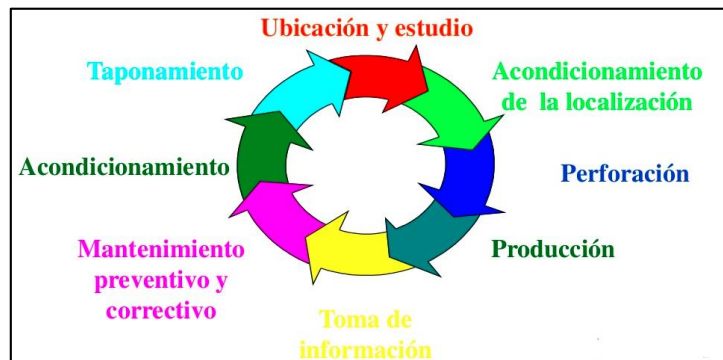 Ubicación y estudio
Acondicionamiento
de la localización
Perforación
Producción
Toma de
información
Mantenimiento
preventivo y
correctivo
Acondicionamiento
Taponamiento